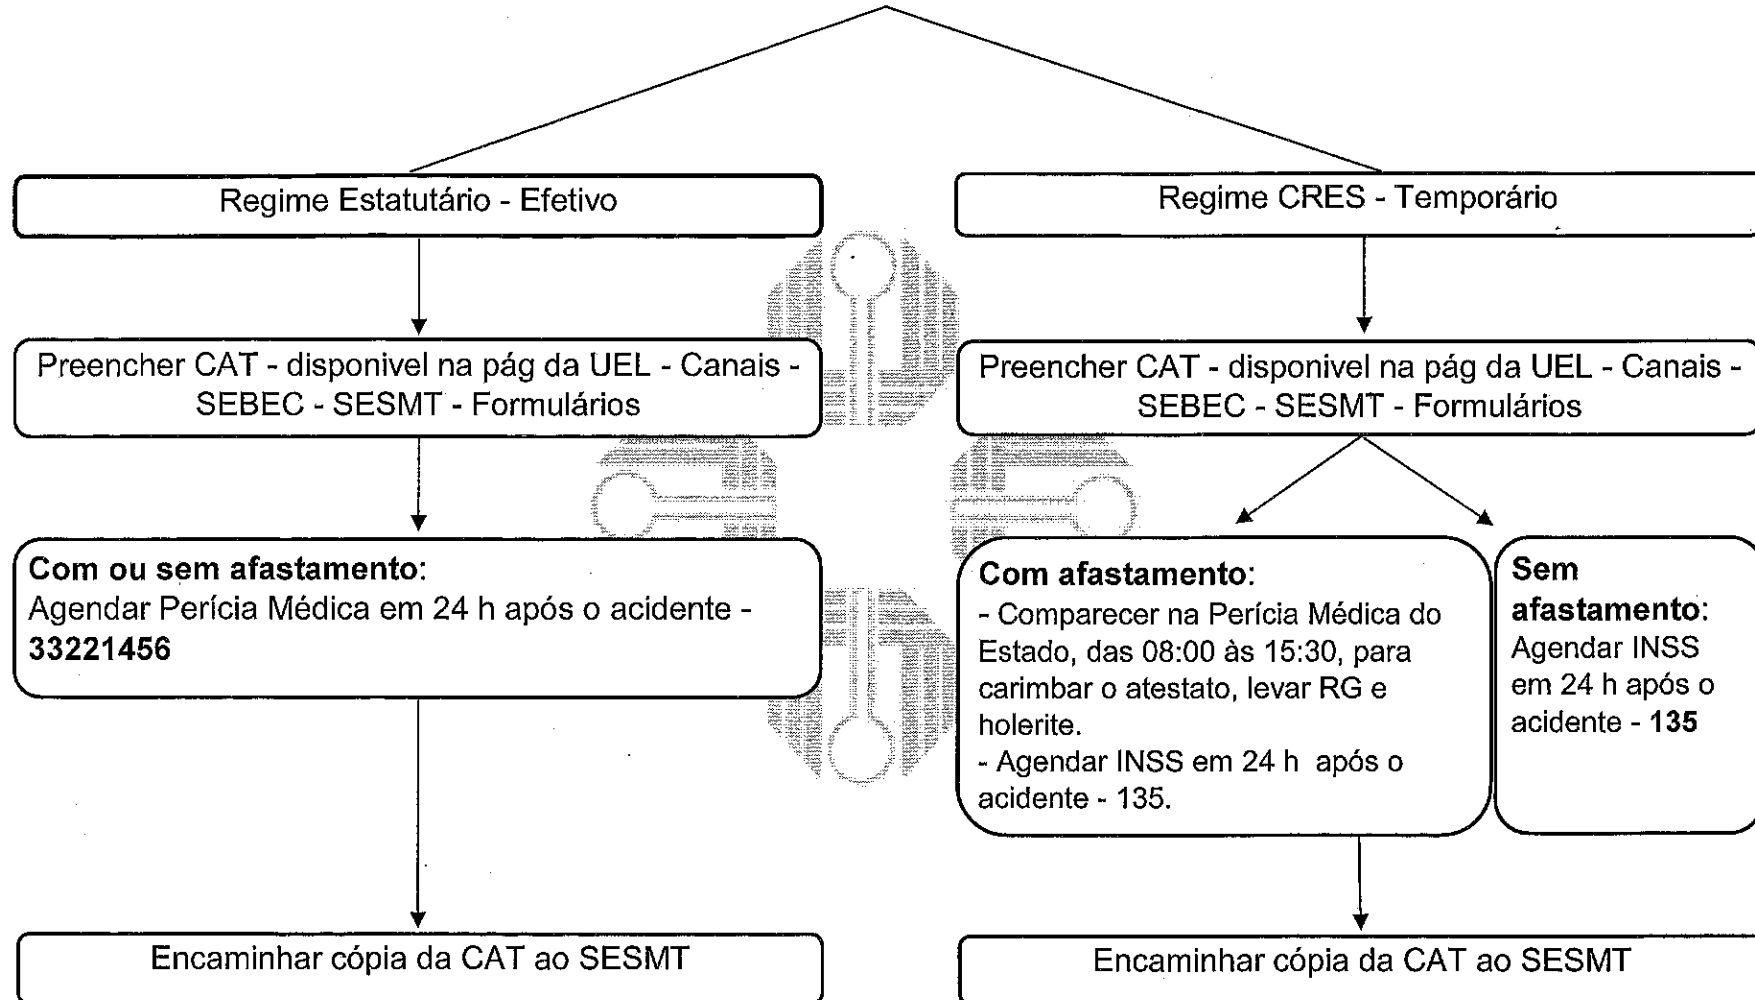 Regime Estatutário - Efetivo
Preencher CAT - disponivel na pág da UEL - Canais -
SEBEC - SESMT - Formulários
Com ou sem afastamento:
Agendar Perícia Médica em 24 h após o acidente -
33221456
Encaminhar cópia da CAT ao SESMT
Regime CRES - Temporário
Preencher CAT - disponivel na pág da UEL - Canais -
SEBEC - SESMT - Formulários
Com afastamento:
- Comparecer na Perícia Médica do
Estado, das 08:00 às 15:30, para
carimbar o atestato, levar RG e
holerite.
- Agendar INSS em 24 h após o
acidente - 135.
Sem
afastamento:
Agendar INSS
em 24 h após o
acidente - 135
Encaminhar cópia da CAT ao SESMT